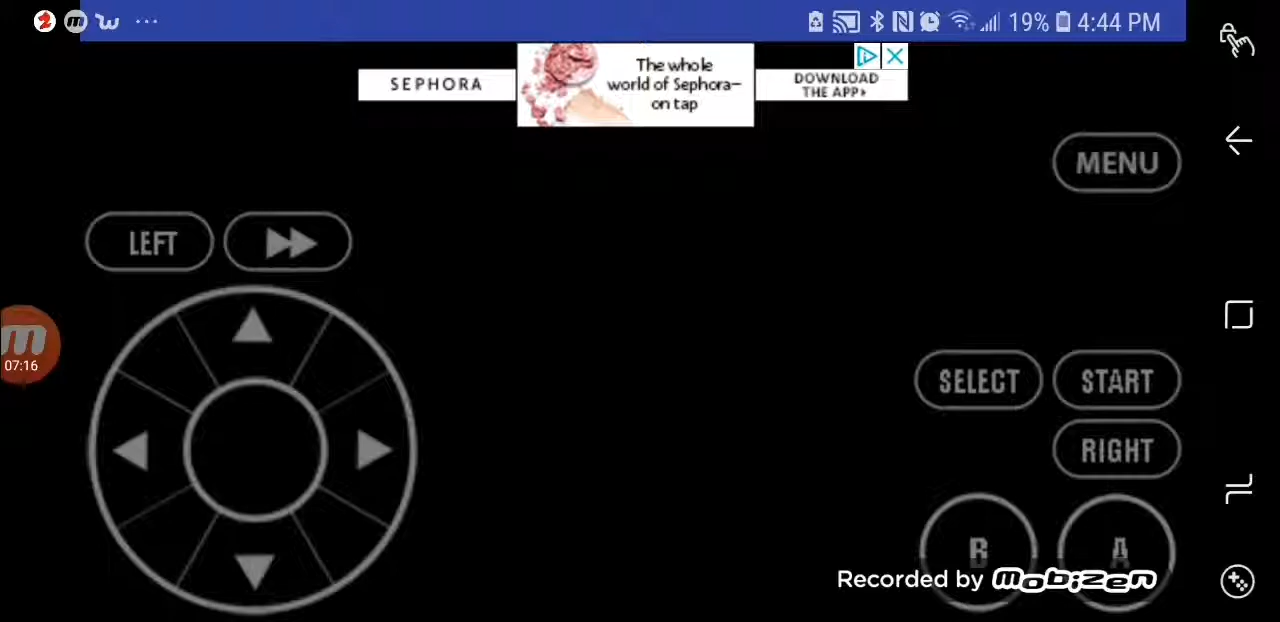 19% 4:44 PM
SEPHORA
The whole
world of Sephora–
on tap
DOWNLOAD
THE APP
MENU
LEFT
m
07:16
SELECT
START
RIGHT
B
A
Recorded by mobizen